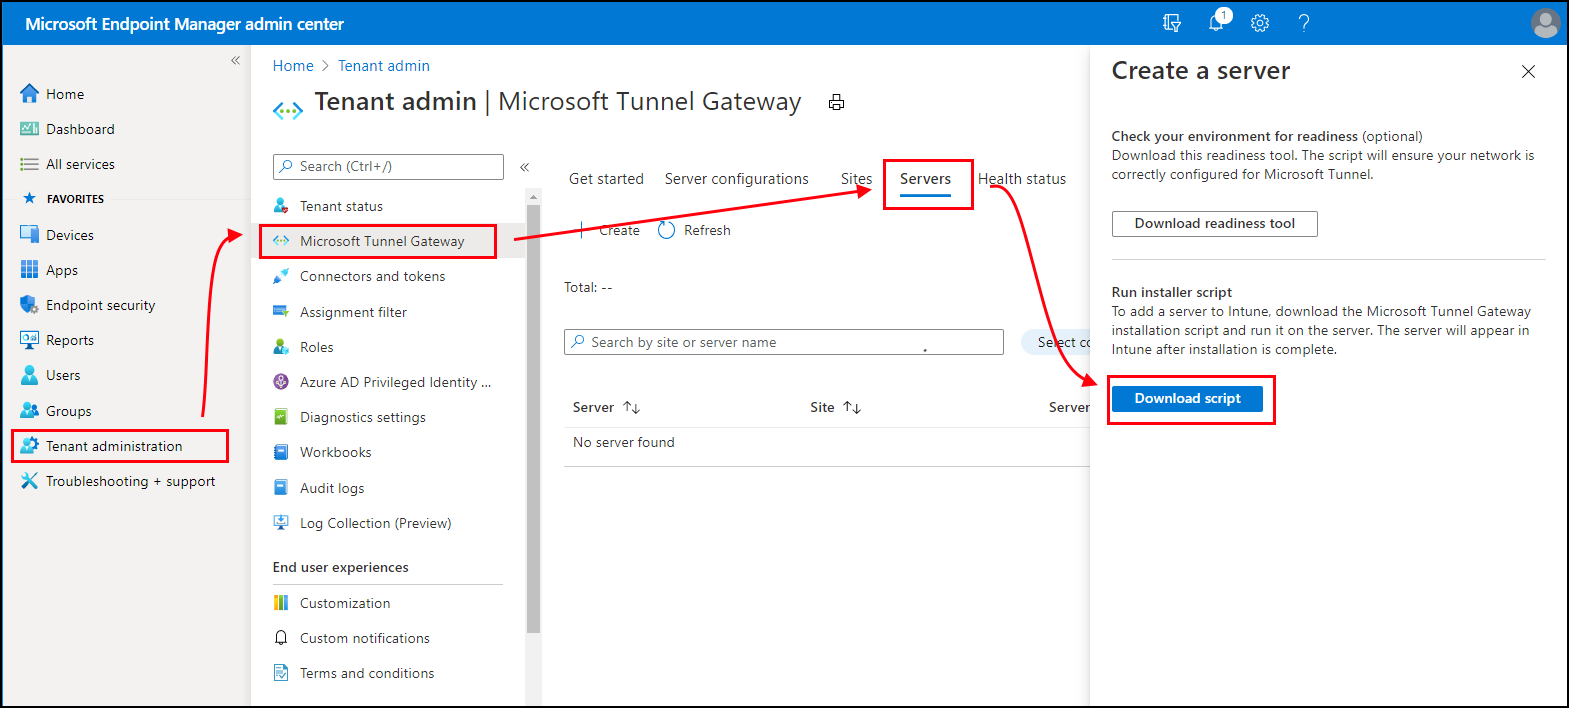 Microsoft Endpoint Manager admin center
1
Home
Dashboard
All services
FAVORITES
Devices
Apps
Endpoint security
Reports
Users
Groups
Tenant administration
Troubleshooting + support
Home > Tenant admin
Tenant admin | Microsoft Tunnel Gateway
Search (Ctrl+/)
Tenant status
Microsoft Tunnel Gateway
Connectors and tokens
Assignment filter
Roles
Azure AD Privileged Identity ...
Diagnostics settings
Workbooks
Audit logs
Log Collection (Preview)
End user experiences
Customization
Custom notifications
Terms and conditions
Get started Server configurations Sites Servers Health status
Create Refresh
Total: --
Search by site or server name
Select co
Server Site Server
No server found
Create a server
Check your environment for readiness (optional)
Download this readiness tool. The script will ensure your network is
correctly configured for Microsoft Tunnel.
Download readiness tool
Run installer script
To add a server to Intune, download the Microsoft Tunnel Gateway
installation script and run it on the server. The server will appear in
Intune after installation is complete.
Download script